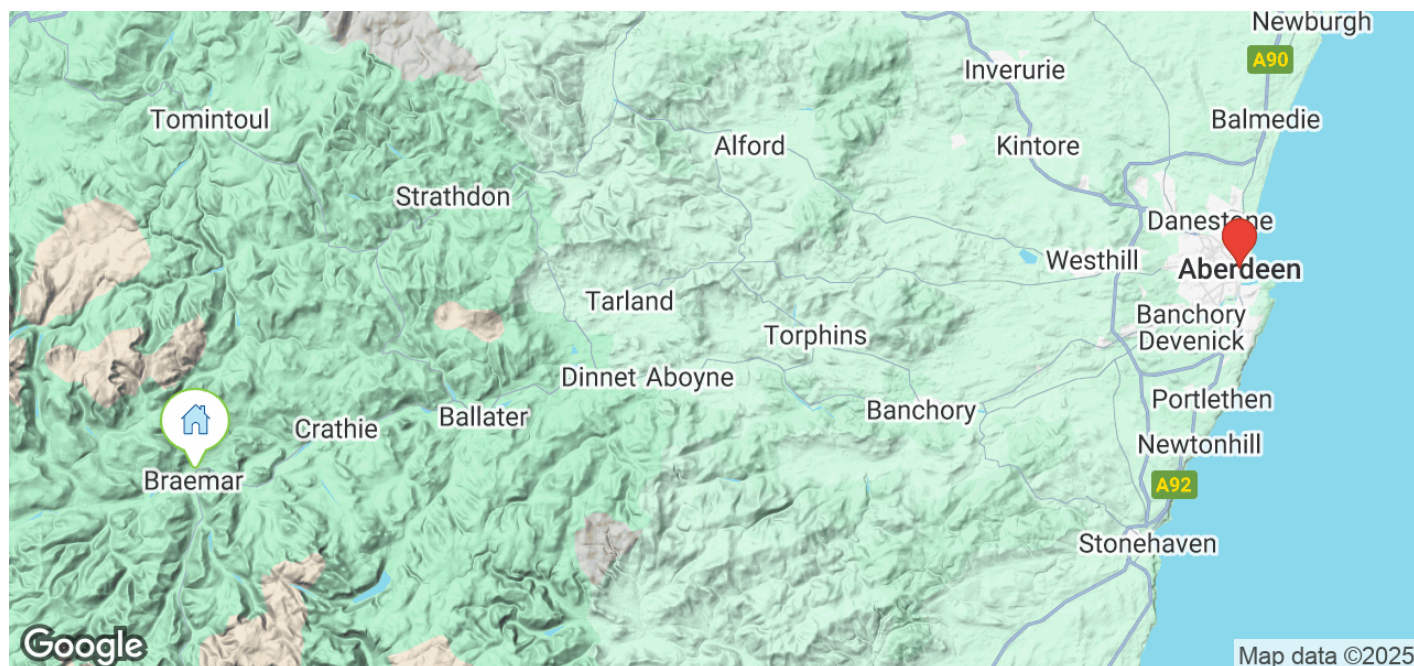 Newburgh
A90
Inverurie
Balmedie
Tomintoul
Alford
Kintore
Strathdon
Danestone
Westhill
Aberdeen
Tarland
Banchory
Devenick
Torphins
Dinnet
Aboyne
Portlethen
Banchory
Ballater
Crathie
Newtonhill
Braemar
A92
Stonehaven
Google
Map data ©2025